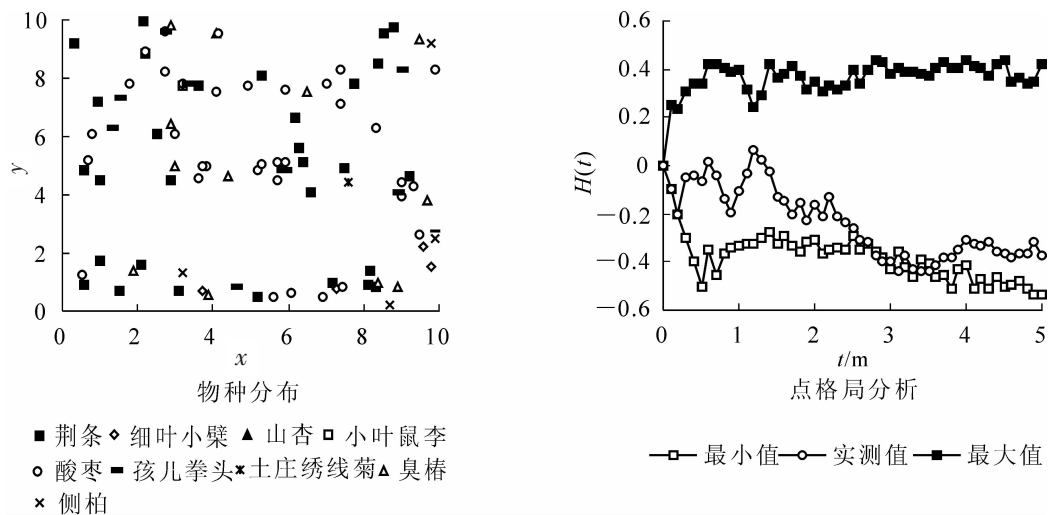 10
8
6
4
2
0
y
0 2 4 6 8 10
x
物种分布
■ 荆条 ◇ 细叶小檗 ▲ 山杏 □ 小叶鼠李
○ 酸枣 ▬ 孩儿拳头 ✶ 土庄绣线菊 △ 臭椿
× 侧柏
0.6
0.4
0.2
0
−0.2
−0.4
−0.6
H(t)
0 1 2 3 4 5
t/m
点格局分析
最小值 实测值 最大值